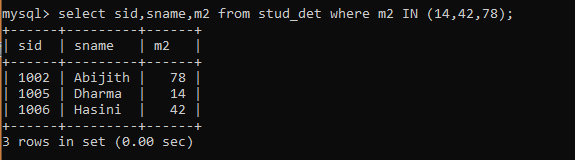 mysql> select sid,sname,m2 from stud_det where m2 IN (14,42,78);
+------+----------+------+
| sid  | sname    | m2   |
+------+----------+------+
| 1002 | Abijith  |   78 |
| 1005 | Dharma   |   14 |
| 1006 | Hasini   |   42 |
+------+----------+------+
3 rows in set (0.00 sec)